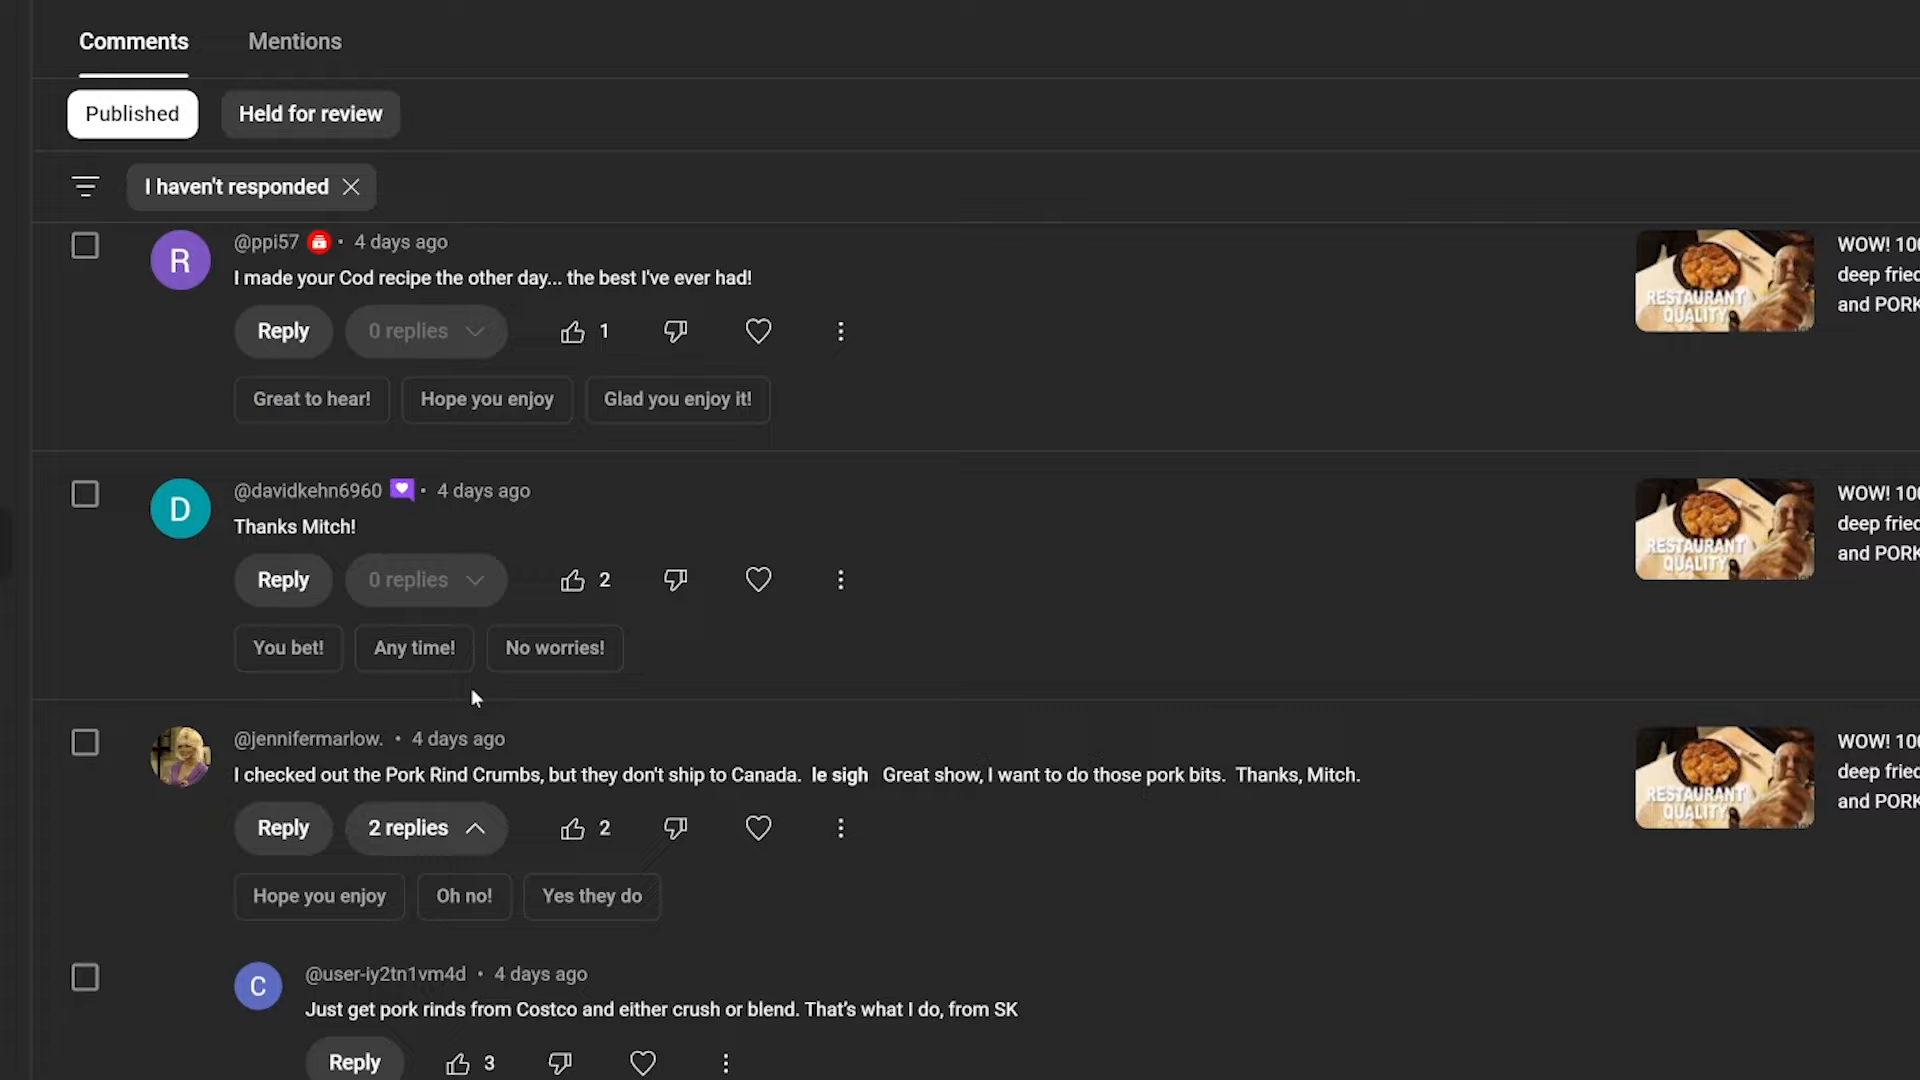 Comments Mentions
Published Held for review
I haven't responded
R @ppi57 • 4 days ago
I made your Cod recipe the other day... the best I've ever had!
Reply 0 replies 1
Great to hear! Hope you enjoy Glad you enjoy it!
RESTAURANT
QUALITY
WOW! 100
deep fried
and PORK
D @davidkehn6960 • 4 days ago
Thanks Mitch!
Reply 0 replies 2
You bet! Any time! No worries!
RESTAURANT
QUALITY
WOW! 100
deep fried
and PORK
@jennifermarlow. • 4 days ago
I checked out the Pork Rind Crumbs, but they don't ship to Canada. le sigh Great show, I want to do those pork bits. Thanks, Mitch.
Reply 2 replies 2
Hope you enjoy Oh no! Yes they do
RESTAURANT
QUALITY
WOW! 100
deep fried
and PORK
C @user-iy2tn1vm4d • 4 days ago
Just get pork rinds from Costco and either crush or blend. That's what I do, from SK
Reply 3